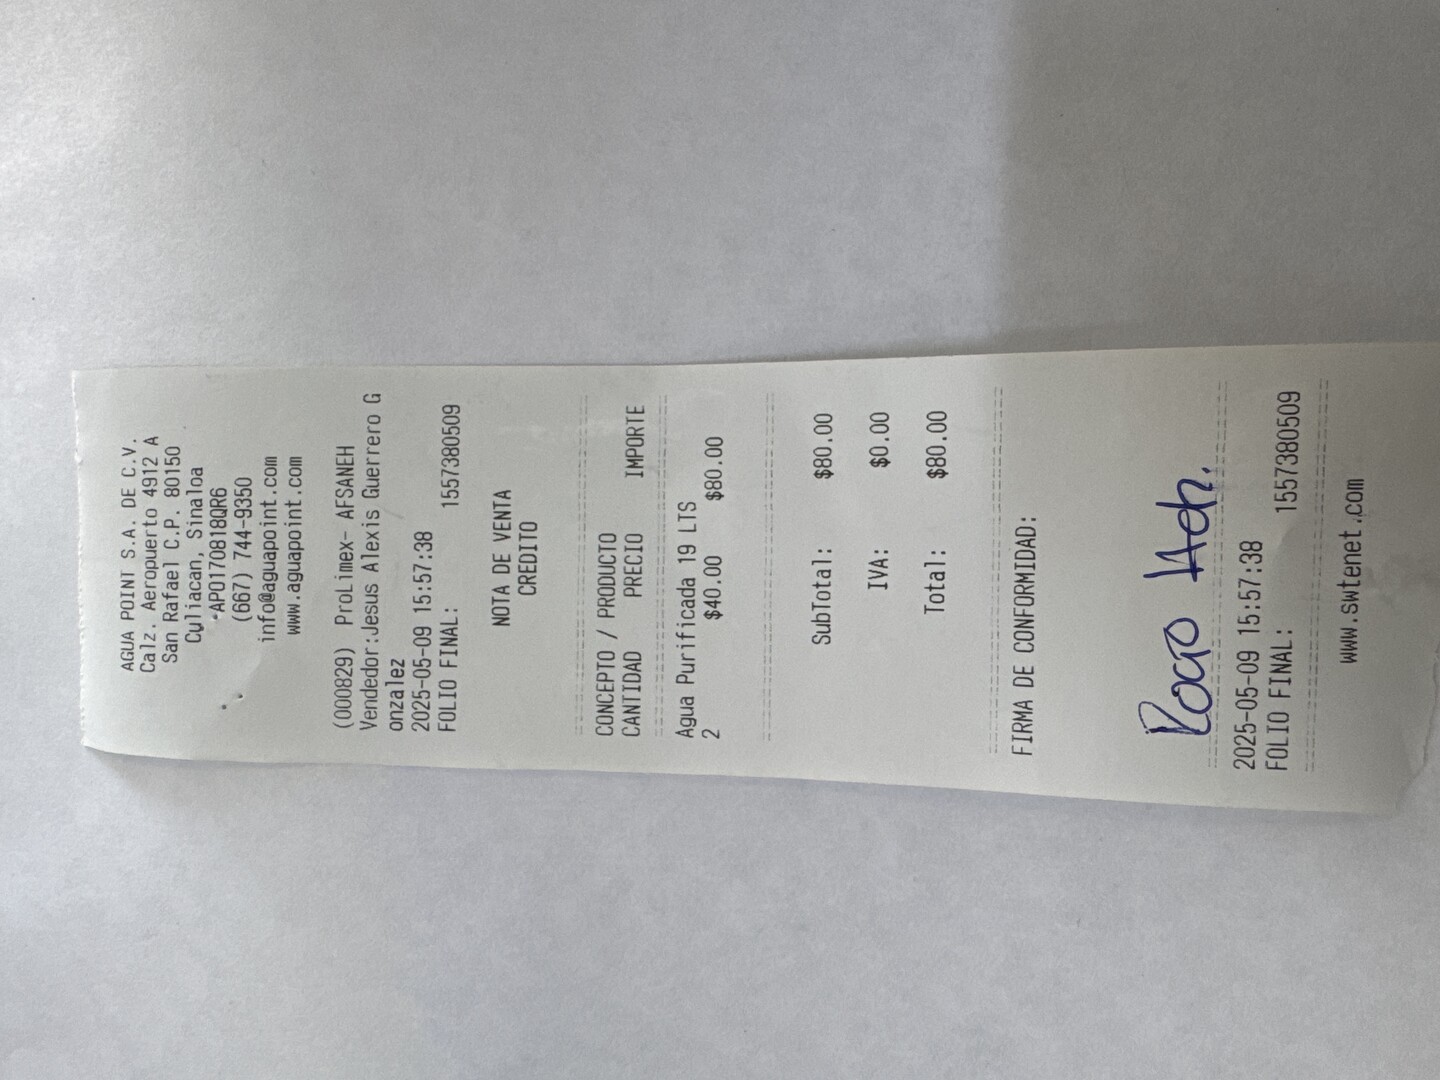 AGUA POINT S.A. DE C.V.
Calz. Aeropuerto 4912 A
San Rafael C.P. 80150
Culiacan, Sinaloa
APO170818QR6
(667) 744-9350
info@aguapoint.com
www.aguapoint.com
(000829) ProLimex- AFSANEH
Vendedor:Jesus Alexis Guerrero G
onzalez
2025-05-09 15:57:38
FOLIO FINAL: 1557380509
NOTA DE VENTA
CREDITO
CONCEPTO / PRODUCTO
CANTIDAD PRECIO IMPORTE
Agua Purificada 19 LTS
2 $40.00 $80.00
SubTotal: $80.00
IVA: $0.00
Total: $80.00
FIRMA DE CONFORMIDAD:
2025-05-09 15:57:38
FOLIO FINAL: 1557380509
www.swtenet.com